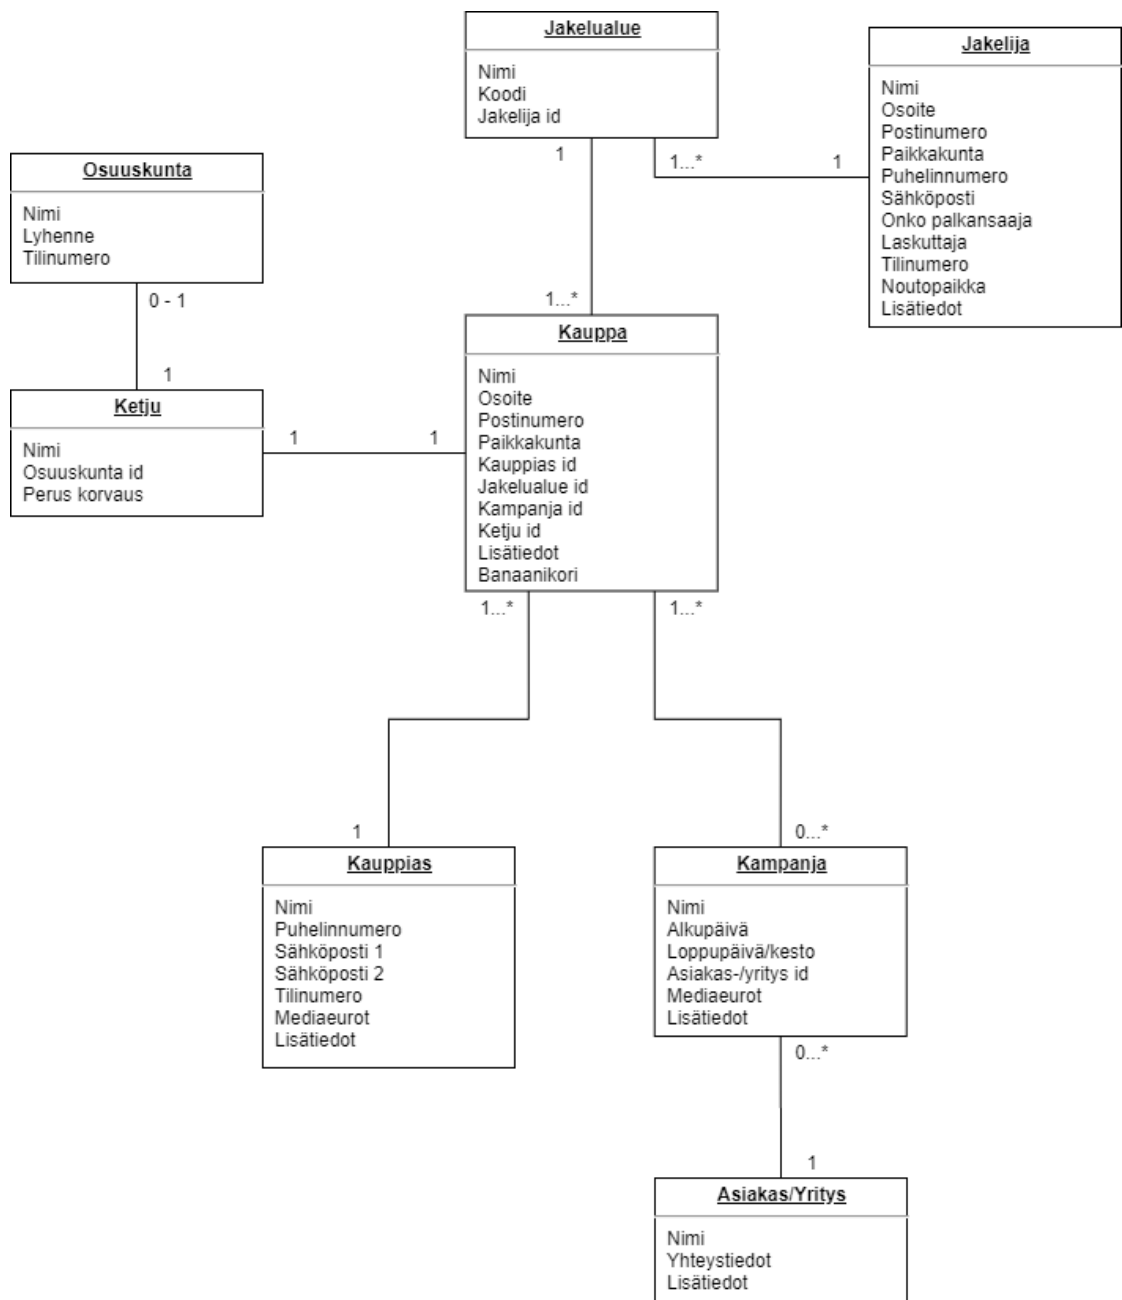 Jakelualue
Nimi
Koodi
Jakelija id
Jakelija
Nimi
Osoite
Postinumero
Paikkakunta
Puhelinnumero
Sähköposti
Onko palkansaaja
Laskuttaja
Tilinumero
Noutopaikka
Lisätiedot
1
1...*
1
Osuuskunta
Nimi
Lyhenne
Tilinumero
0 - 1
1
1...*
Ketju
Nimi
Osuuskunta id
Perus korvaus
1
1
Kauppa
Nimi
Osoite
Postinumero
Paikkakunta
Kauppias id
Jakelualue id
Kampanja id
Ketju id
Lisätiedot
Banaanikori
1...*
1...*
1
0...*
Kauppias
Nimi
Puhelinnumero
Sähköposti 1
Sähköposti 2
Tilinumero
Mediaeurot
Lisätiedot
Kampanja
Nimi
Alkupäivä
Loppupäivä/kesto
Asiakas-/yritys id
Mediaeurot
Lisätiedot
0...*
1
Asiakas/Yritys
Nimi
Yhteystiedot
Lisätiedot